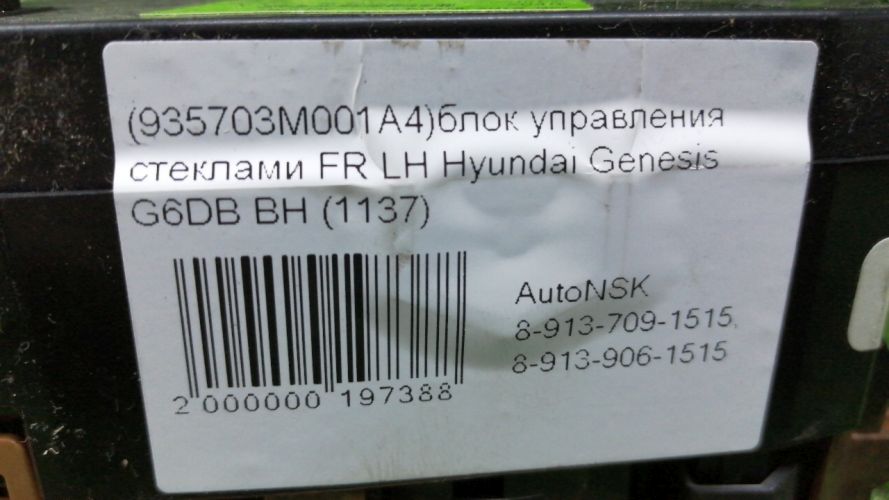 (935703M001A4)блок управления
стеклами FR LH Hyundai Genesis
G6DB BH (1137)
AutoNSK
8-913-709-1515,
8-913-906-1515
2 000000 197388